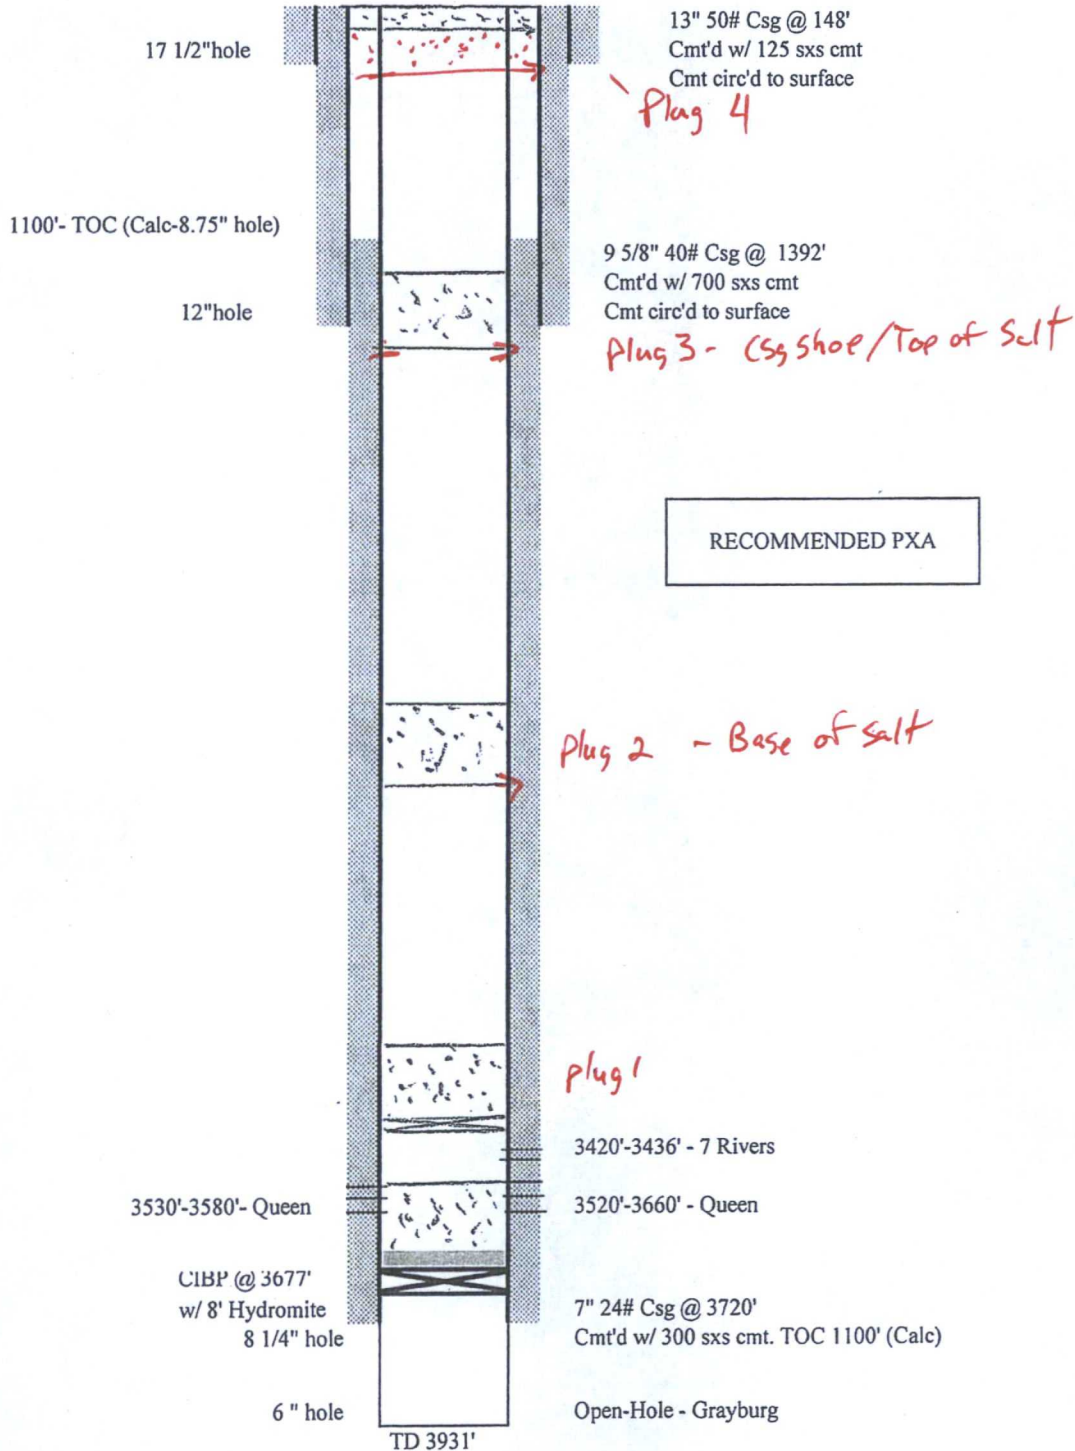 13" 50# Csg @ 148'
17 1/2"hole
Cmt'd w/ 125 sxs cmt
Cmt circ'd to surface
Plug 4
1100'- TOC (Calc-8.75" hole)
9 5/8" 40# Csg @ 1392'
Cmt'd w/ 700 sxs cmt
12"hole
Cmt circ'd to surface
Plug 3 - Csg Shoe/Top of Salt
RECOMMENDED PXA
Plug 2 - Base of Salt
plug 1
3420'-3436' - 7 Rivers
3530'-3580'- Queen
3520'-3660' - Queen
CIBP @ 3677'
w/ 8' Hydromite
7" 24# Csg @ 3720'
8 1/4" hole
Cmt'd w/ 300 sxs cmt. TOC 1100' (Calc)
6 " hole
Open-Hole - Grayburg
TD 3931'